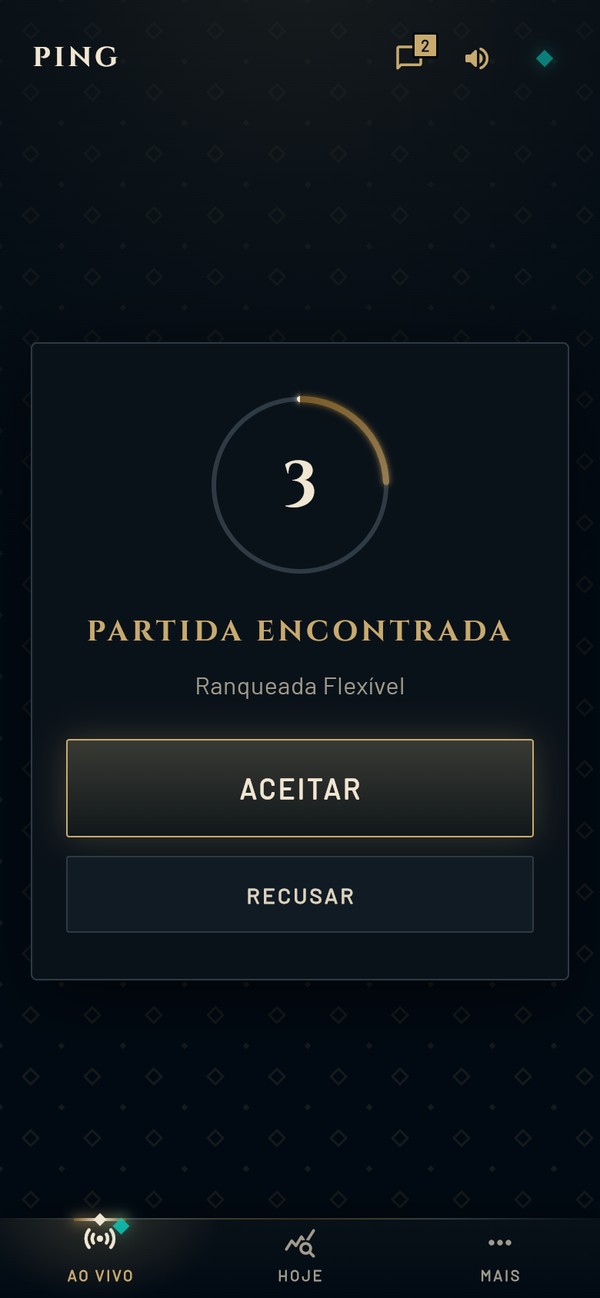 PING
2
3
PARTIDA ENCONTRADA
Ranqueada Flexível
ACEITAR
RECUSAR
AO VIVO
HOJE
MAIS